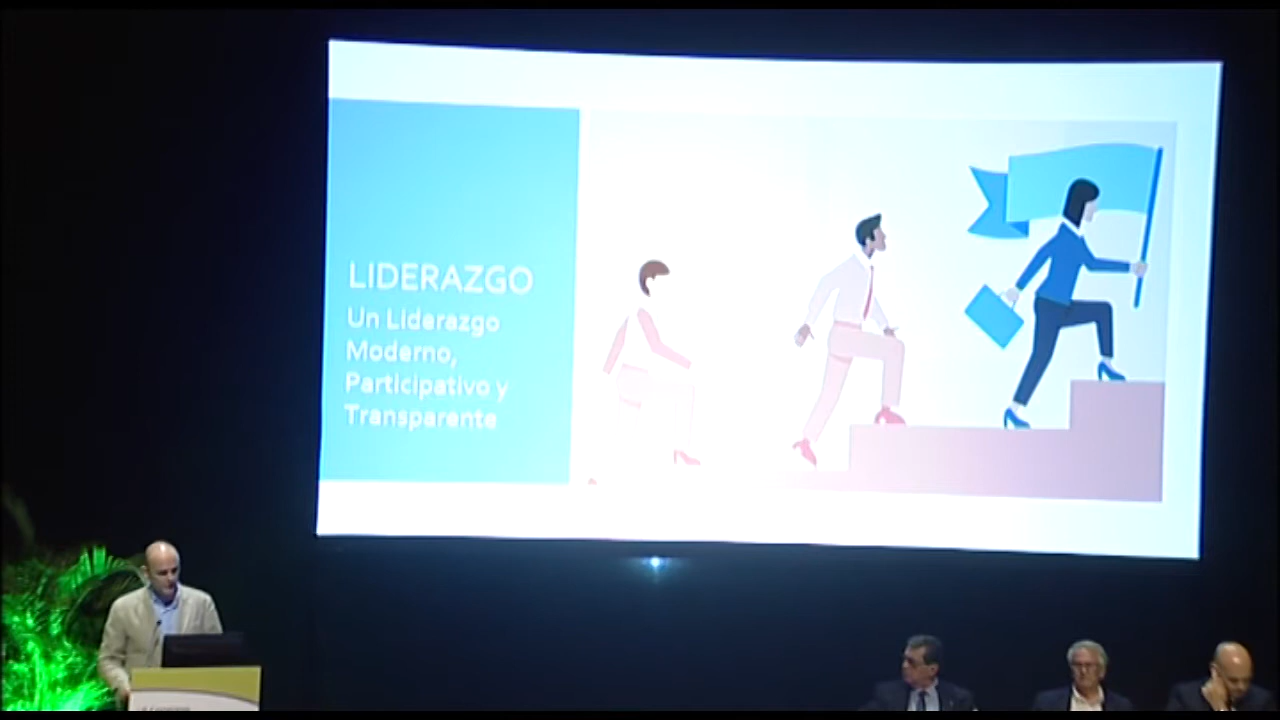 LIDERAZGO
Un Liderazgo
Moderno,
Participativo y
Transparente